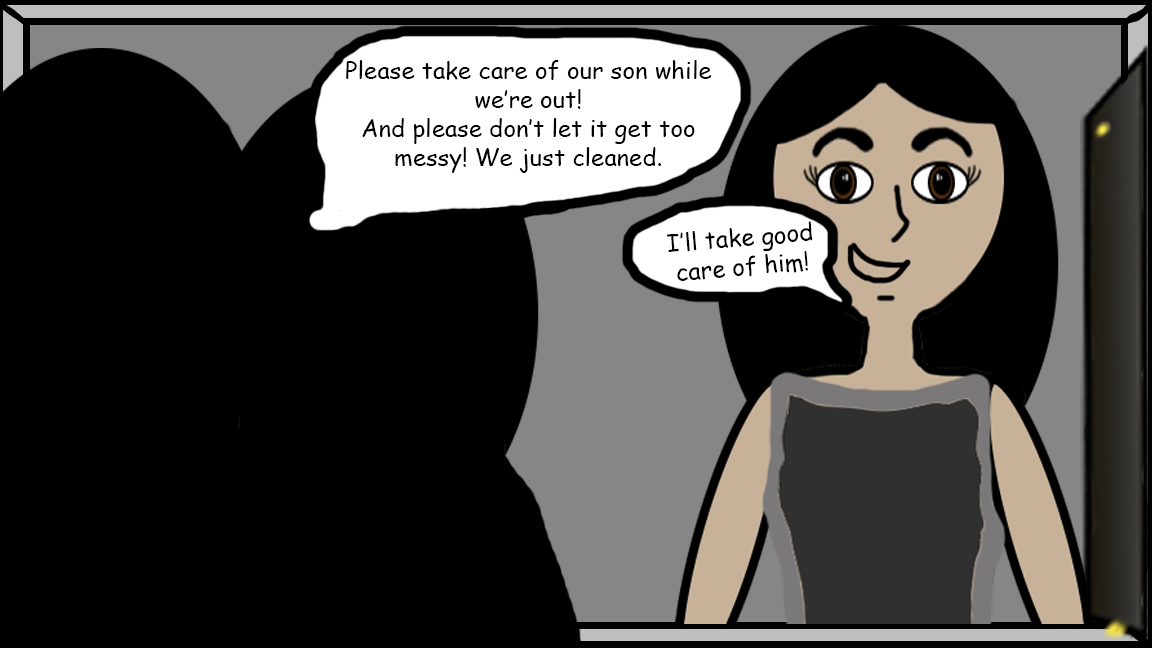 Please take care of our son while
we're out!
And please don't let it get too
messy! We just cleaned.
I'll take good
care of him!